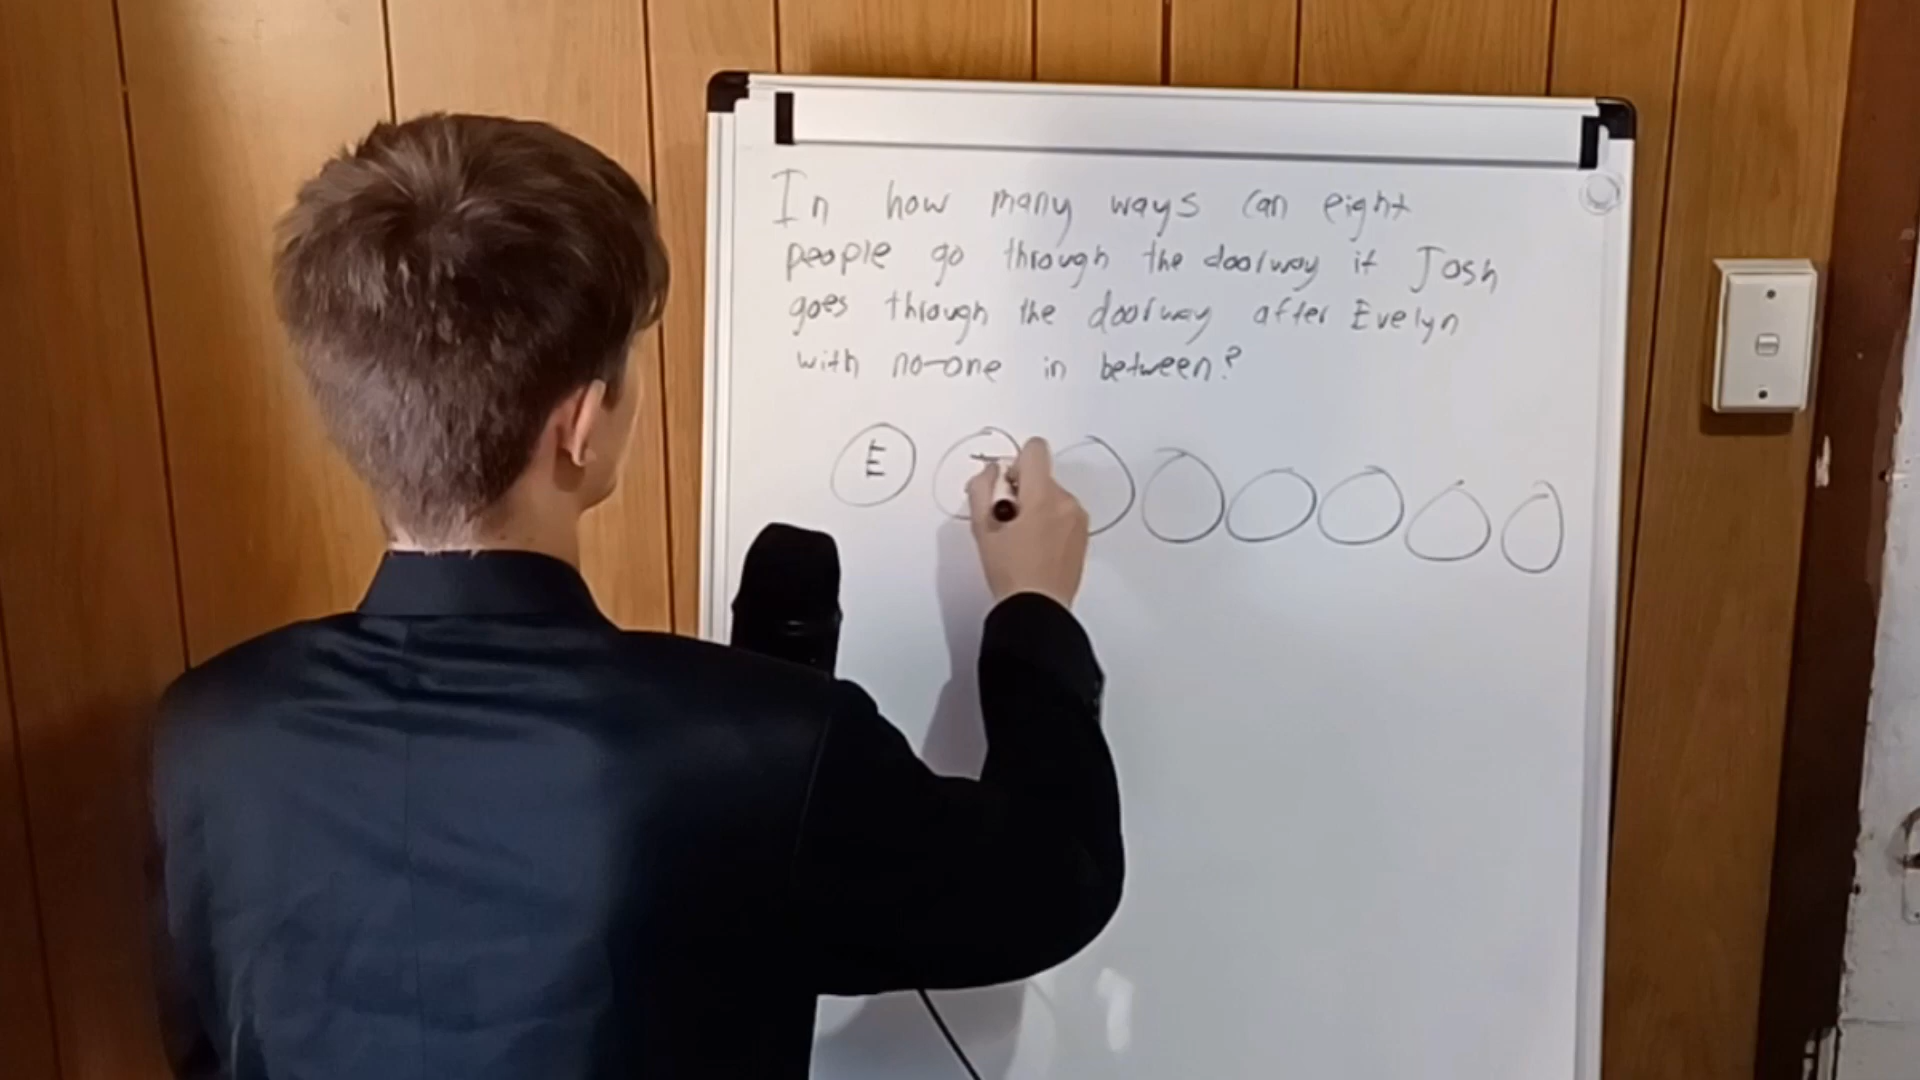 In how many ways can eight
people go through the doorway if Josh
goes through the doorway after Evelyn
with no-one in between?
E J